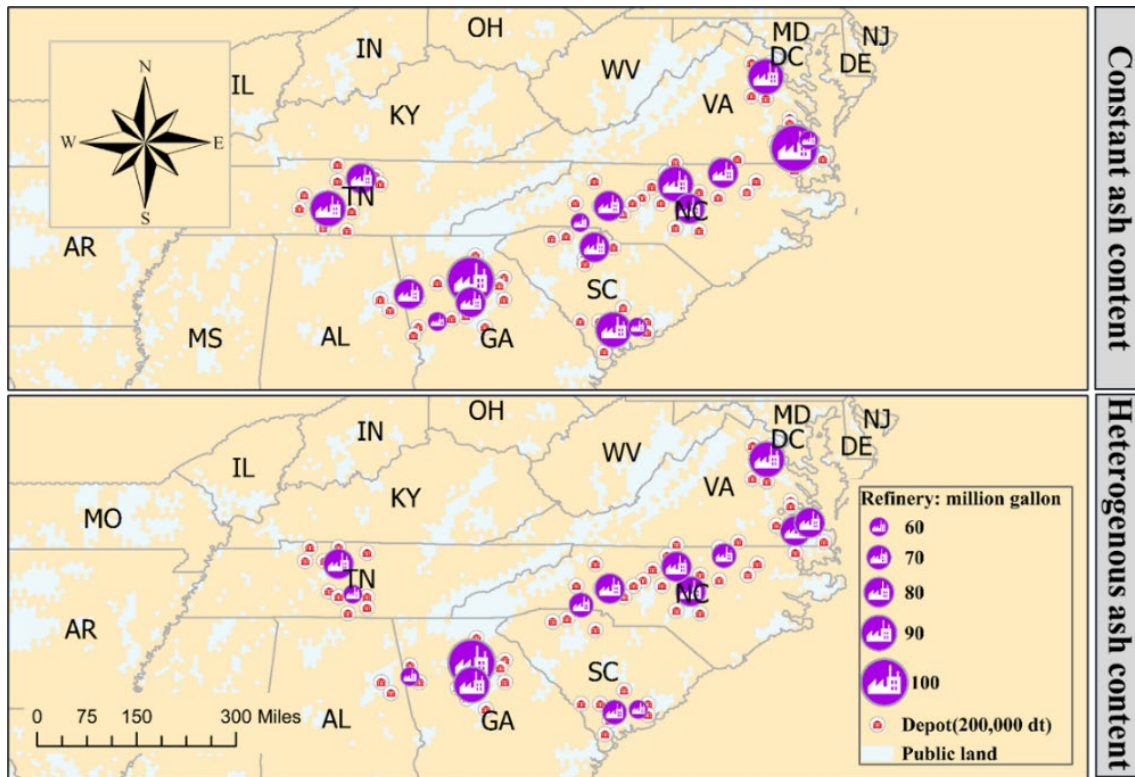 OH
NJ
MD
IN
DC
DE
WV
IL
VA
KY
N
W
E
S
TN
NC
AR
SC
MS
AL
GA
Constant ash content
OH
NJ
MD
IN
DC
DE
WV
IL
VA
KY
MO
TN
NC
AR
SC
AL
GA
0 75 150 300 Miles
Refinery: million gallon
60
70
80
90
100
Depot(200,000 dt)
Public land
Heterogenous ash content